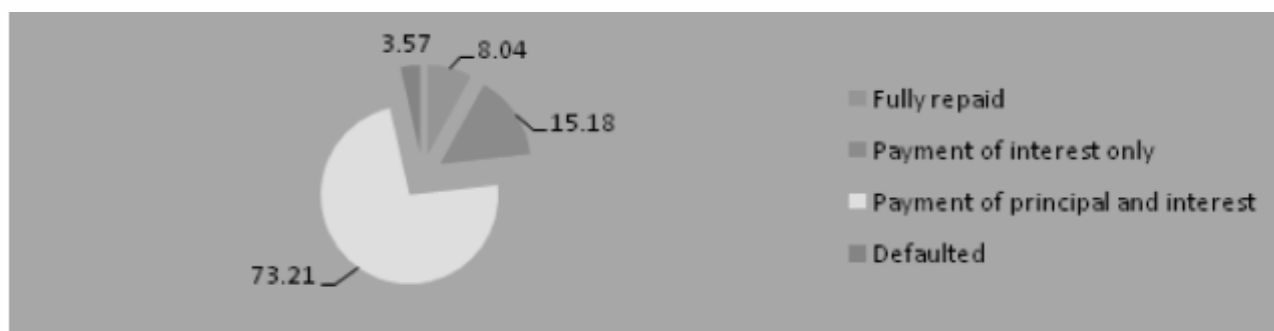 3.57
8.04
15.18
73.21
Fully repaid
Payment of interest only
Payment of principal and interest
Defaulted